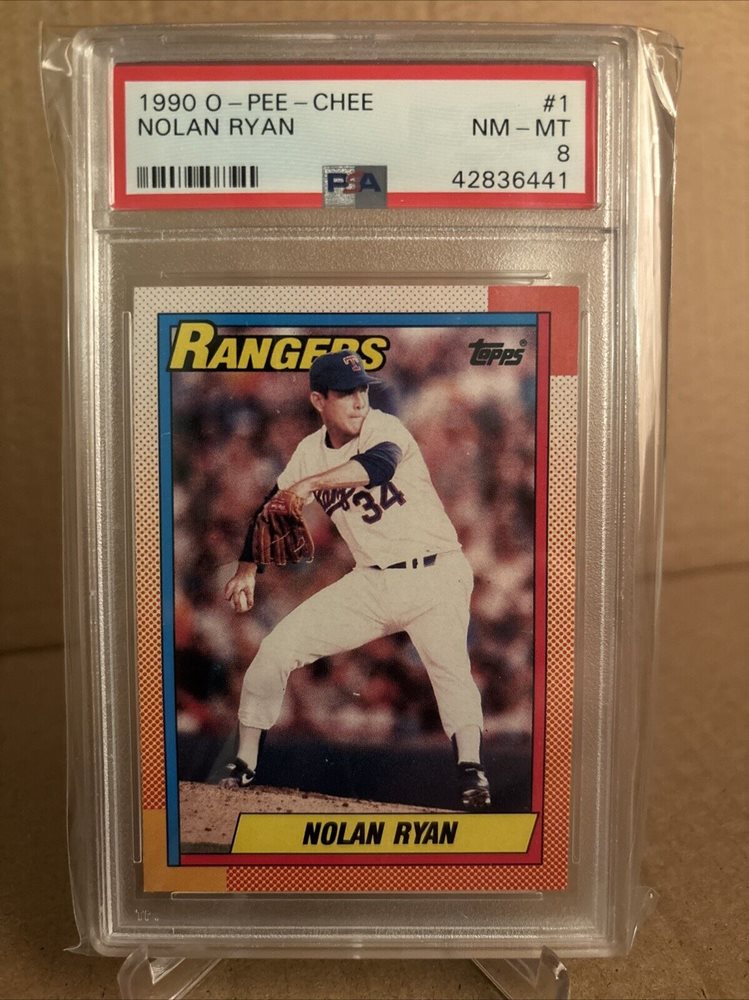 1990 O-PEE-CHEE #1
NOLAN RYAN NM-MT
8
PSA 42836441
RANGERS
topps®
T
34
NOLAN RYAN